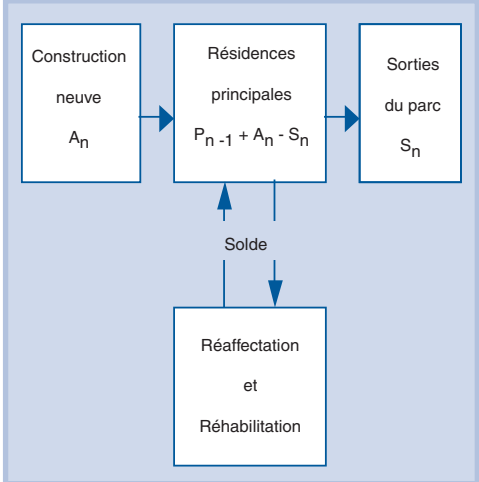 Construction
neuve
An
Résidences
principales
Pn -1 + An - Sn
Sorties
du parc
Sn
Solde
Réaffectation
et
Réhabilitation